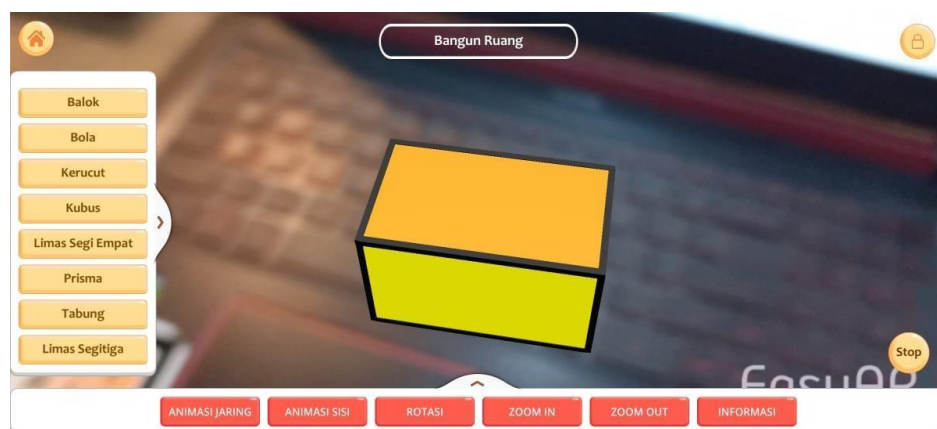 Bangun Ruang
Balok
Bola
Kerucut
Kubus
Limas Segi Empat
Prisma
Tabung
Limas Segitiga
Stop
EasyAR
ANIMASI JARING
ANIMASI SISI
ROTASI
ZOOM IN
ZOOM OUT
INFORMASI